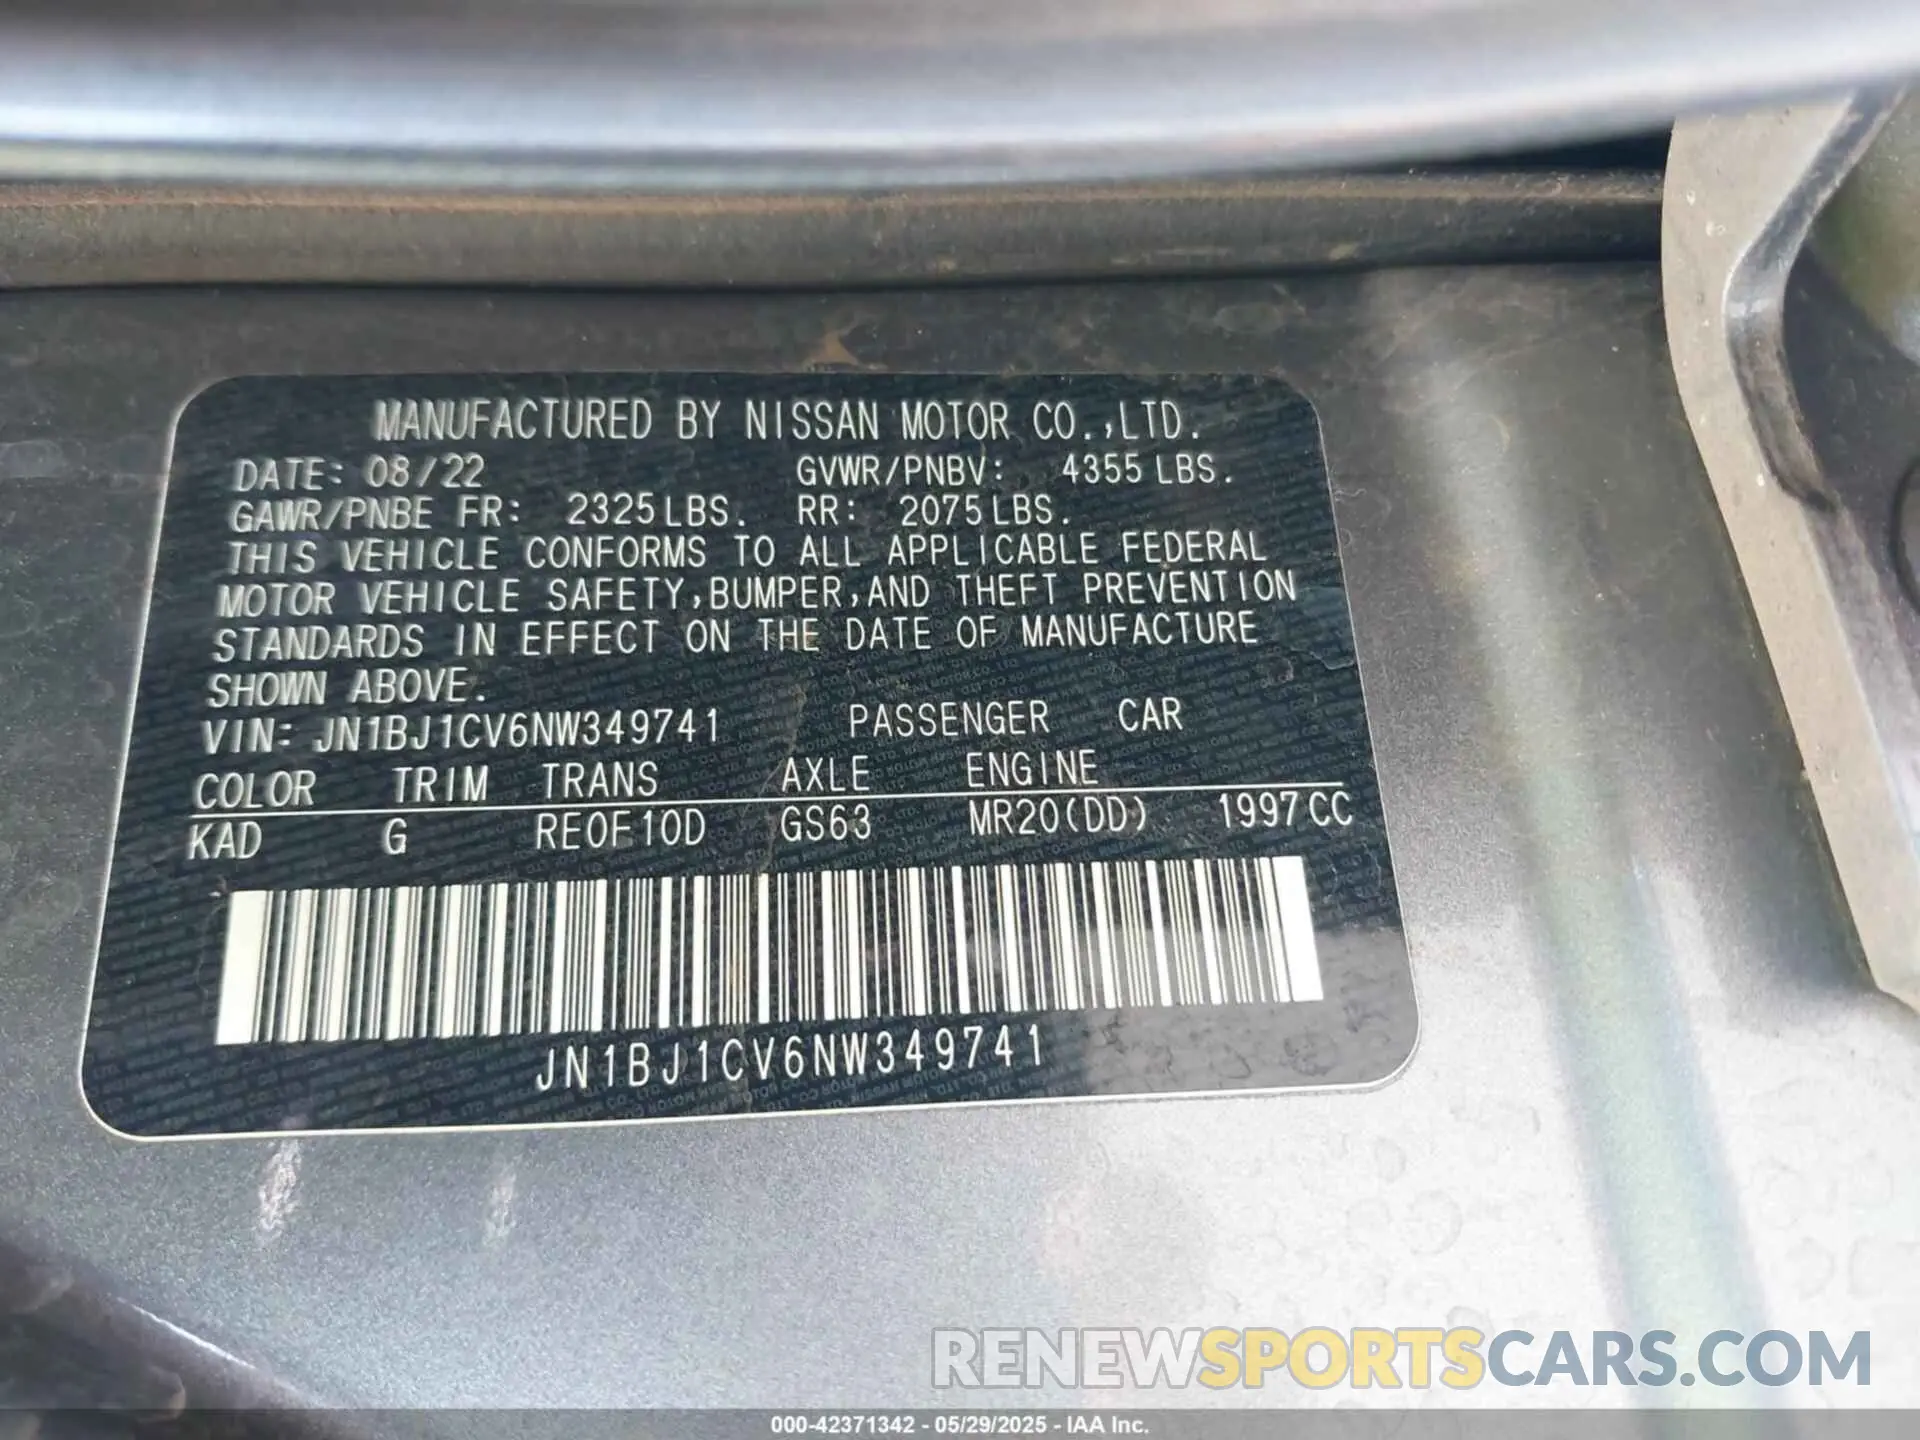 MANUFACTURED BY NISSAN MOTOR CO.,LTD.
DATE: 08/22 GVWR/PNBV: 4355 LBS.
GAWR/PNBE FR: 2325 LBS. RR: 2075 LBS.
THIS VEHICLE CONFORMS TO ALL APPLICABLE FEDERAL
MOTOR VEHICLE SAFETY,BUMPER,AND THEFT PREVENTION
STANDARDS IN EFFECT ON THE DATE OF MANUFACTURE
SHOWN ABOVE.
VIN: JN1BJ1CV6NW349741 PASSENGER CAR
COLOR TRIM TRANS AXLE ENGINE
KAD G RE0F10D GS63 MR20(DD) 1997 CC
JN1BJ1CV6NW349741
RENEWSPORTSCARS.COM
000-42371342 - 05/29/2025 - IAA Inc.